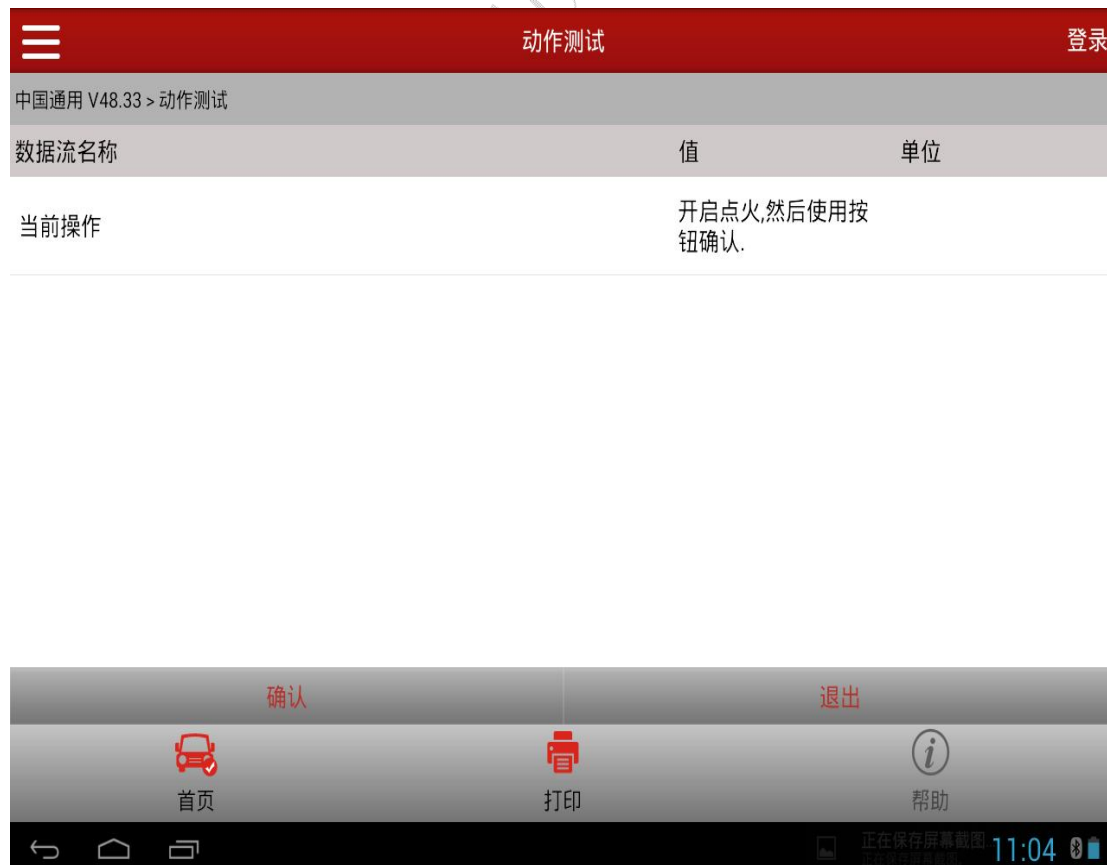 动作测试
登录
中国通用 V48.33 > 动作测试
数据流名称 值 单位
当前操作 开启点火,然后使用按
钮确认.
确认 退出
首页 打印 帮助
正在保存屏幕截图...
11:04